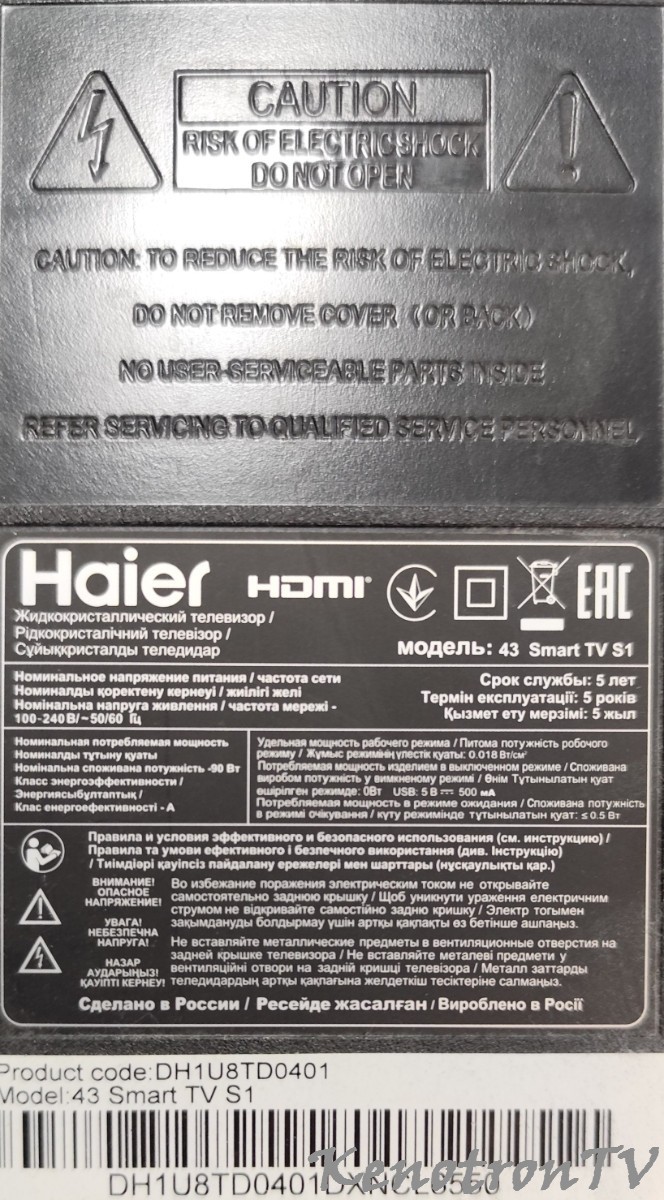 CAUTION
RISK OF ELECTRIC SHOCK
DO NOT OPEN
CAUTION: TO REDUCE THE RISK OF ELECTRIC SHOCK,
DO NOT REMOVE COVER (OR BACK)
NO USER-SERVICEABLE PARTS INSIDE
REFER SERVICING TO QUALIFIED SERVICE PERSONNEL
Haier HDMI EAC
Жидкокристаллический телевизор /
Рідкокристалічний телевізор /
Сұйыққристалды теледидар
модель: 43 Smart TV S1
Номинальное напряжение питания / частота сети
Номиналды қоректену кернеуі / жиілігі желі
Номінальна напруга живлення / частота мережі -
100-240 В/~50/60 Гц
Срок службы: 5 лет
Термін експлуатації: 5 років
Қызмет ету мерзімі: 5 жыл
Номинальная потребляемая мощность
Номиналды тұтыну қуаты
Номінальна споживана потужність -90 Вт
Класс энергоэффективности /
Энергиясыбұлтаптық /
Клас енергоефективності - А
Удельная мощность рабочего режима / Питома потужність робочого
режиму / Жұмыс режимінің үлестік қуаты: 0.018 Вт/см²
Потребляемая мощность изделием в выключенном режиме / Споживана
виробом потужність у вимкненому режимі / Өнім Тұтынылатын қуат
өшірілген режимде: 0Вт USB: 5 В 500 мА
Потребляемая мощность в режиме ожидания / Споживана потужність
в режимі очікування / күту режимінде тұтынылатын қуат: ≤ 0.5 Вт
Правила и условия эффективного и безопасного использования (см. инструкцию) /
Правила та умови ефективного і безпечного використання (див. Інструкцію)
/ Тиімдірі қауіпсіз пайдалану ережелері мен шарттары (нұсқаулықты қар.)
ВНИМАНИЕ!
ОПАСНОЕ
НАПРЯЖЕНИЕ!
УВАГА!
НЕБЕЗПЕЧНА
НАПРУГА!
НАЗАР
АУДАРЫҢЫЗ!
ҚАУІПТІ КЕРНЕУ!
Во избежание поражения электрическим током не открывайте
самостоятельно заднюю крышку / Щоб уникнути ураження електричним
струмом не відкривайте самостійно задню кришку / Электр тогымен
зақымдануды болдырмау үшін артқы қақпақты өз бетінше ашпаңыз.
Не вставляйте металлические предметы в вентиляционные отверстия на
задней крышке телевизора / Не вставляйте металеві предмети у
вентиляційні отвори на задній кришці телевізора / Металл заттарды
теледидардың артқы қақпағына желдеткіш тесіктеріне салмаңыз.
Сделано в России / Ресейде жасалған / Вироблено в Росії
Product code:DH1U8TD0401
Model:43 Smart TV S1
KenotronTV